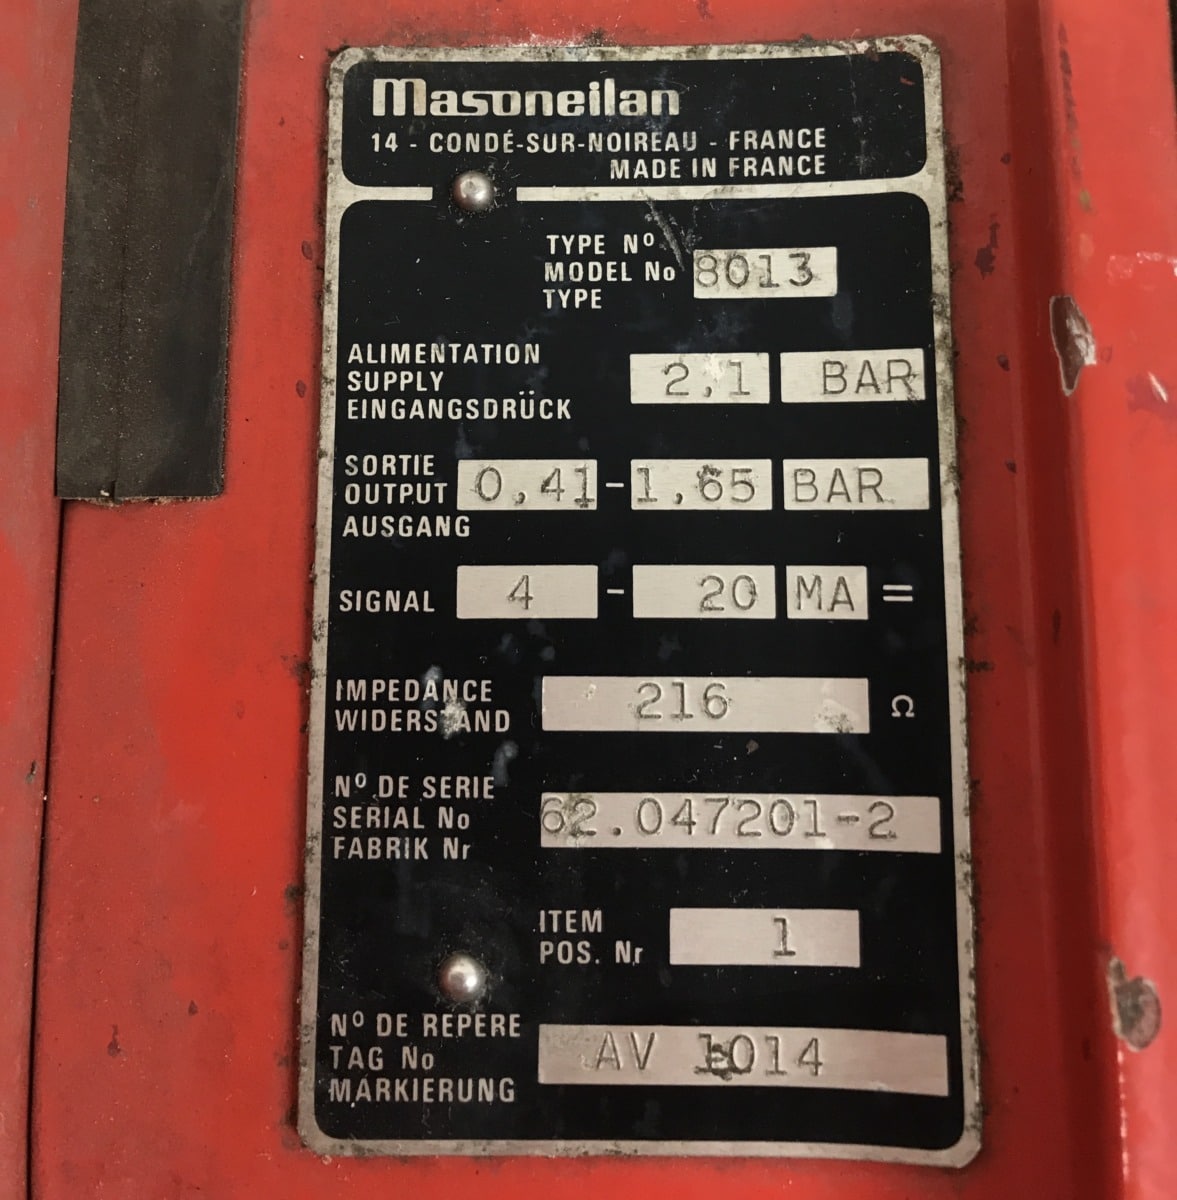 Masoneilan
14 - CONDÉ-SUR-NOIREAU - FRANCE
MADE IN FRANCE
TYPE Nº
MODEL No 8013
TYPE
ALIMENTATION
SUPPLY 2,1 BAR
EINGANGSDRÜCK
SORTIE
OUTPUT 0,41 - 1,65 BAR
AUSGANG
SIGNAL 4 - 20 MA =
IMPEDANCE 216 Ω
WIDERSTAND
Nº DE SERIE
SERIAL No 62.047201-2
FABRIK Nr
ITEM 1
POS. Nr
Nº DE REPERE
TAG No AV 1014
MARKIERUNG